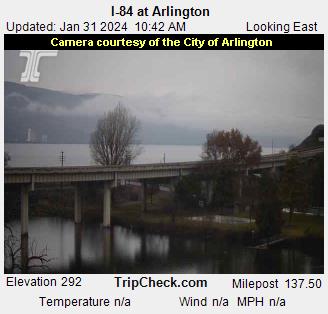 I-84 at Arlington
Updated: Jan 31 2024 10:42 AM Looking East
Camera courtesy of the City of Arlington
Elevation 292 TripCheck.com Milepost 137.50
Temperature n/a Wind n/a MPH n/a